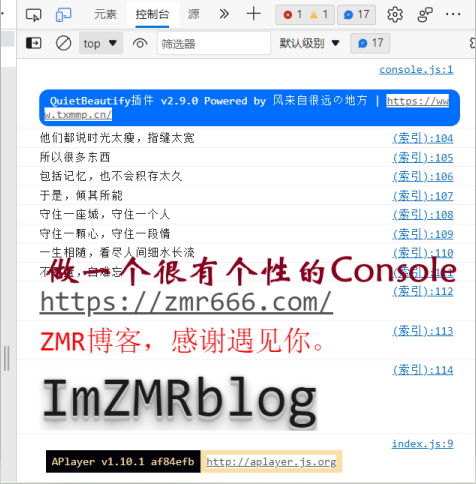 元素 控制台 源 1 1 17
top 筛选器 默认级别 17
console.js:1
QuietBeautify插件 v2.9.0 Powered by 风来自很远の地方 | https://ww
w.txmmp.cn/
他们都说时光太瘦，指缝太宽 (索引):104
所以很多东西 (索引):105
包括记忆，也不会积存太久 (索引):106
于是，倾其所能 (索引):107
守住一座城，守住一个人 (索引):108
守住一颗心，守住一段情 (索引):109
一生相随，看尽人间细水长流 (索引):110
做一个很有个性的Console
https://zmr666.com/ (索引):112
ZMR博客，感谢遇见你。 (索引):113
ImZMRblog (索引):114
index.js:9
APlayer v1.10.1 af84efb http://aplayer.js.org